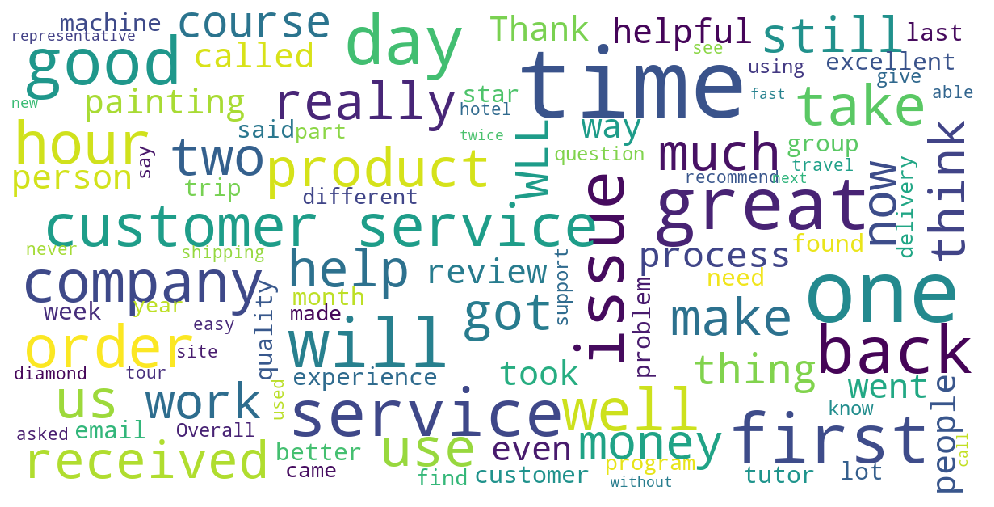 machine course day Thank helpful still last
representative good called time see using excellent give
new painting really star hotel fast take able
hour say said part twice WLL way question much group travel
person two product trip different recommend next great now delivery think
customer service issue process found
never shipping company help review need
week year month made got support problem make one back
order easy site quality will
diamond tour experience took thing went
us work service well know people
asked email Overall used use even money first call
received better came find customer program without tutor lot